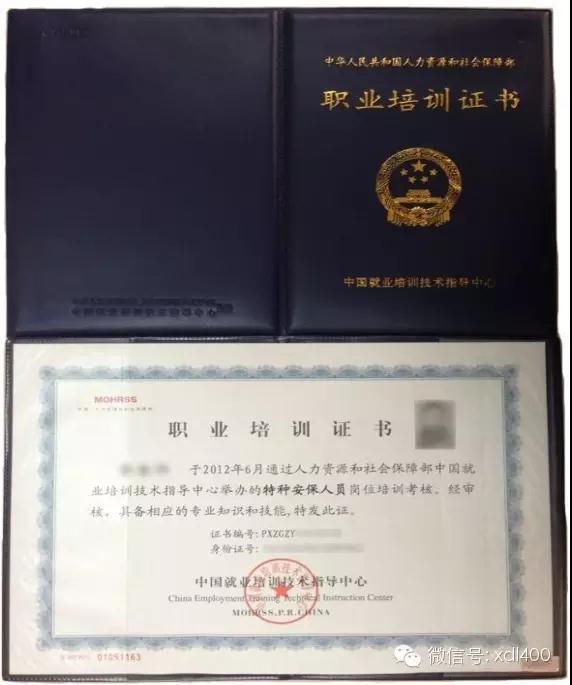 中华人民共和国人力资源和社会保障部
职业培训证书
中国就业培训技术指导中心
MOHRSS
职业培训证书
于2012年6月通过人力资源和社会保障部中国就
业培训技术指导中心举办的特种安保人员岗位培训考核。经审
核，具备相应的专业知识和技能，特发此证。
证书编号：PXZGZY
身份证号：
中国就业培训技术指导中心
China Employment Training Technical Instruction Center
MOHRSS.P.R.CHINA
01051163
微信号: xdl400